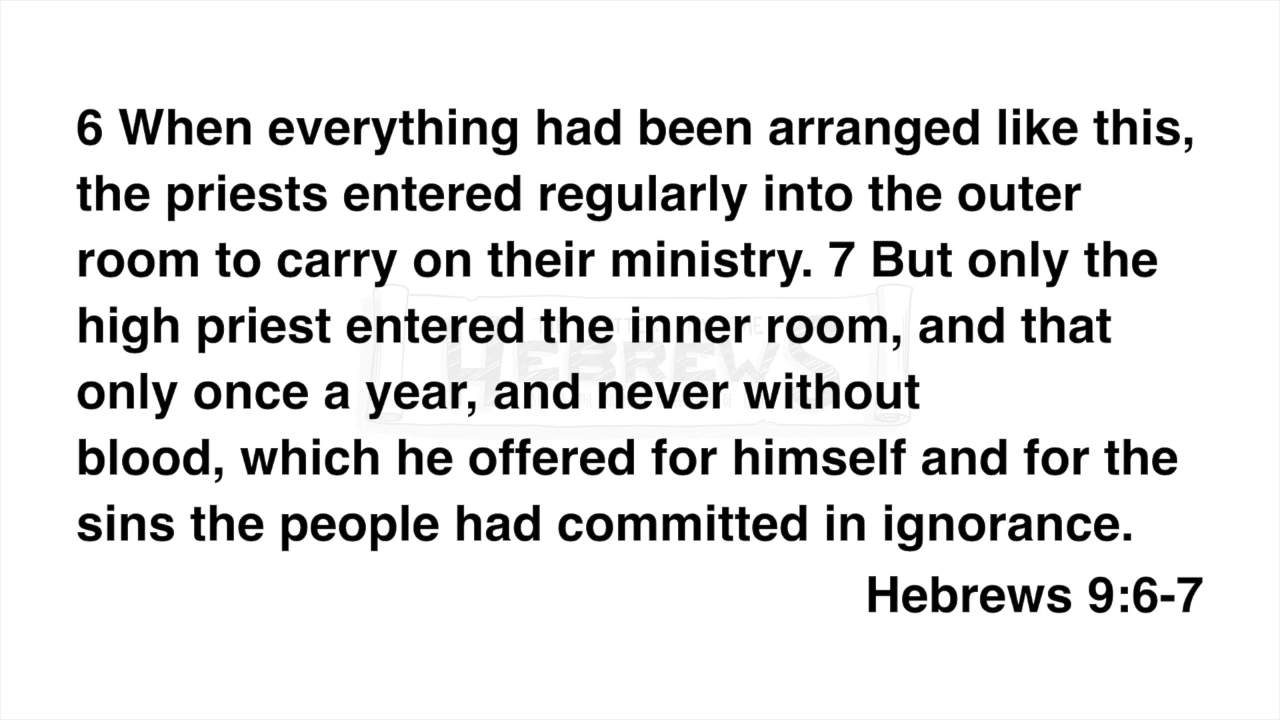 6 When everything had been arranged like this,
the priests entered regularly into the outer
room to carry on their ministry. 7 But only the
high priest entered the inner room, and that
only once a year, and never without
blood, which he offered for himself and for the
sins the people had committed in ignorance.
Hebrews 9:6-7
HEBREWS